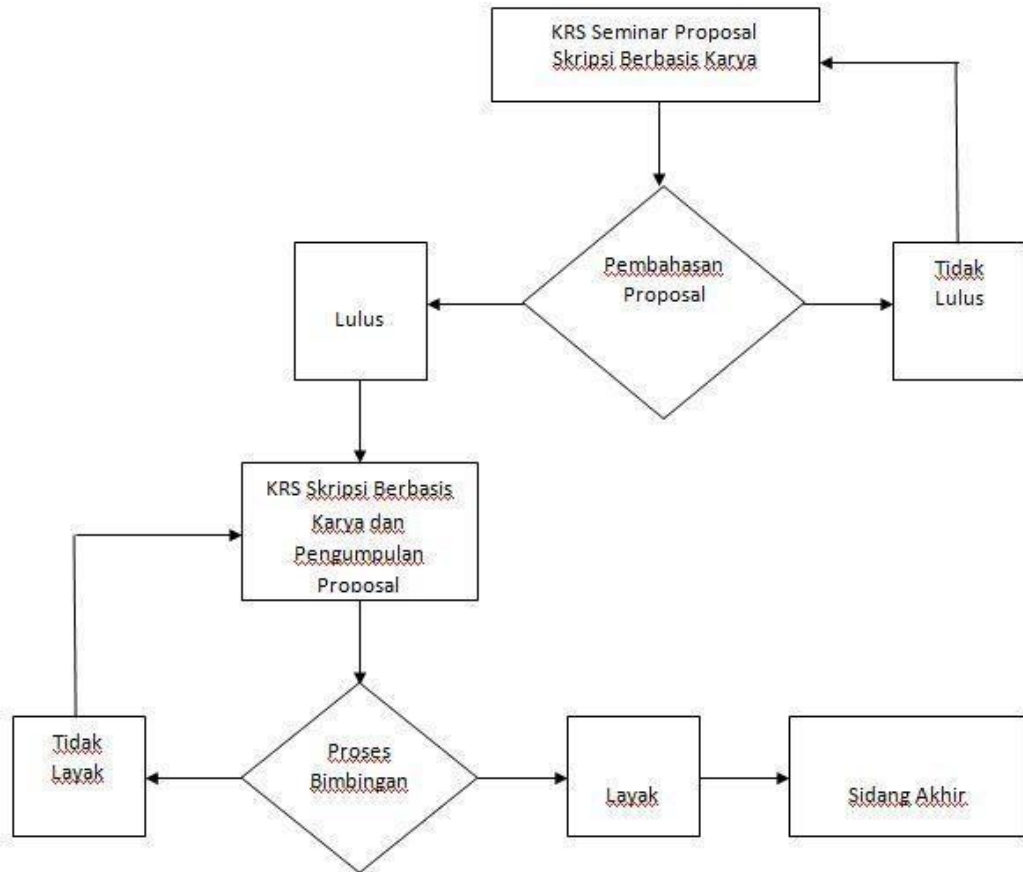 KRS Seminar Proposal
Skripsi Berbasis Karya
Pembahasan
Proposal
Tidak
Lulus
Lulus
KRS Skripsi Berbasis
Karya dan
Pengumpulan
Proposal
Tidak
Layak
Proses
Bimbingan
Layak
Sidang Akhir